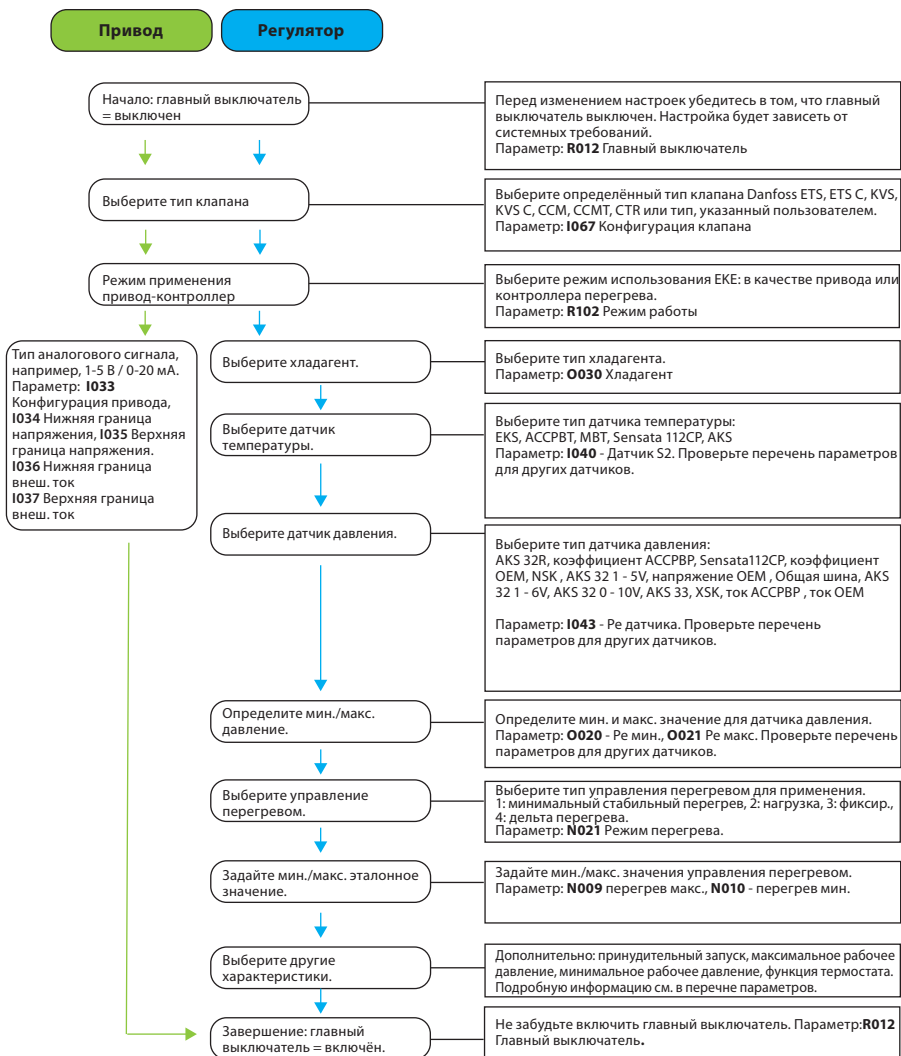 Привод
Регулятор
Начало: главный выключатель
= выключен
Перед изменением настроек убедитесь в том, что главный
выключатель выключен. Настройка будет зависеть от
системных требований.
Параметр: R012 Главный выключатель
Выберите тип клапана
Выберите определённый тип клапана Danfoss ETS, ETS C, KVS,
KVS C, CCM, CCMT, CTR или тип, указанный пользователем.
Параметр: I067 Конфигурация клапана
Режим применения
привод-контроллер
Выберите режим использования EKE: в качестве привода или
контроллера перегрева.
Параметр: R102 Режим работы
Тип аналогового сигнала,
например, 1-5 В / 0-20 мА.
Параметр: I033
Конфигурация привода,
I034 Нижняя граница
напряжения, I035 Верхняя
граница напряжения.
I036 Нижняя граница
внеш. ток
I037 Верхняя граница
внеш. ток
Выберите хладагент.
Выберите тип хладагента.
Параметр: O030 Хладагент
Выберите датчик
температуры.
Выберите тип датчика температуры:
EKS, ACCPBT, MBT, Sensata 112CP, AKS
Параметр: I040 - Датчик S2. Проверьте перечень параметров
для других датчиков.
Выберите датчик давления.
Выберите тип датчика давления:
AKS 32R, коэффициент ACCPBP, Sensata112CP, коэффициент
OEM, NSK , AKS 32 1 - 5V, напряжение OEM , Общая шина, AKS
32 1 - 6V, AKS 32 0 - 10V, AKS 33, XSK, ток ACCPBP , ток OEM
Параметр: I043 - Ре датчика. Проверьте перечень
параметров для других датчиков.
Определите мин./макс.
давление.
Определите мин. и макс. значение для датчика давления.
Параметр: O020 - Ре мин., O021 Ре макс. Проверьте перечень
параметров для других датчиков.
Выберите управление
перегревом.
Выберите тип управления перегревом для применения.
1: минимальный стабильный перегрев, 2: нагрузка, 3: фиксир.,
4: дельта перегрева.
Параметр: N021 Режим перегрева.
Задайте мин./макс. эталонное
значение.
Задайте мин./макс. значения управления перегревом.
Параметр: N009 перегрев макс., N010 - перегрев мин.
Выберите другие
характеристики.
Дополнительно: принудительный запуск, максимальное рабочее
давление, минимальное рабочее давление, функция термостата.
Подробную информацию см. в перечне параметров.
Завершение: главный
выключатель = включён.
Не забудьте включить главный выключатель. Параметр:R012
Главный выключатель.